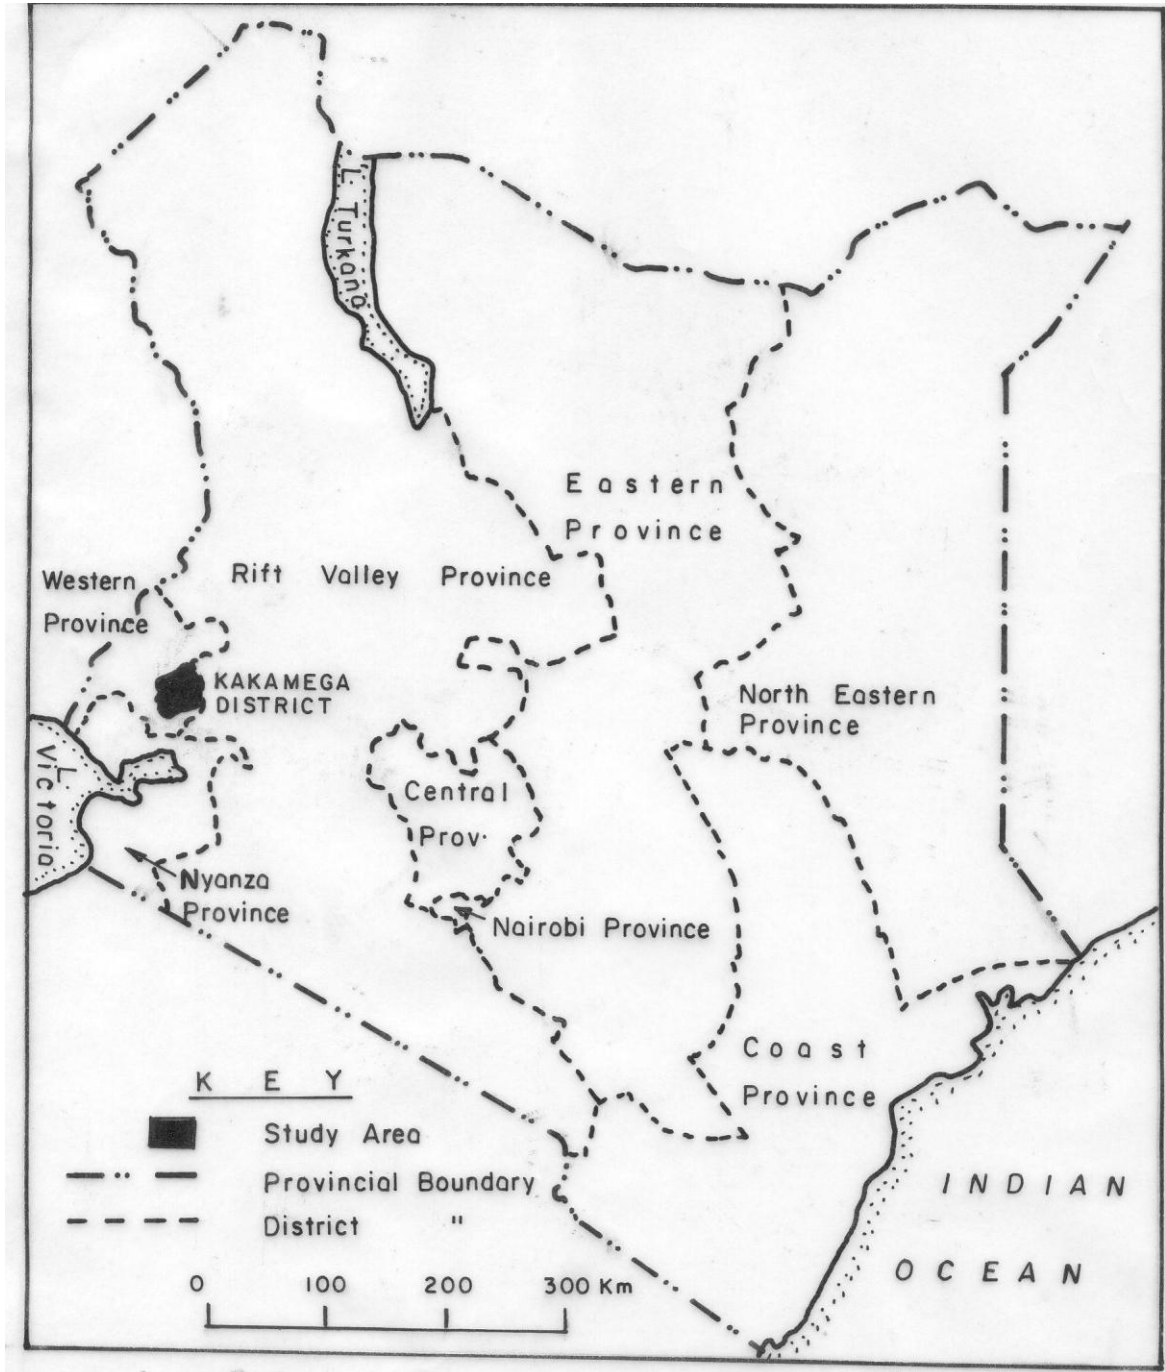 L. Turkana
Eastern
Province
Western
Province
Rift Valley Province
KAKAMEGA
DISTRICT
North Eastern
Province
L. Victoria
Central
Prov.
Nyanza
Province
Nairobi Province
Coast
Province
KEY
Study Area
Provincial Boundary
District "
0 100 200 300 Km
INDIAN
OCEAN